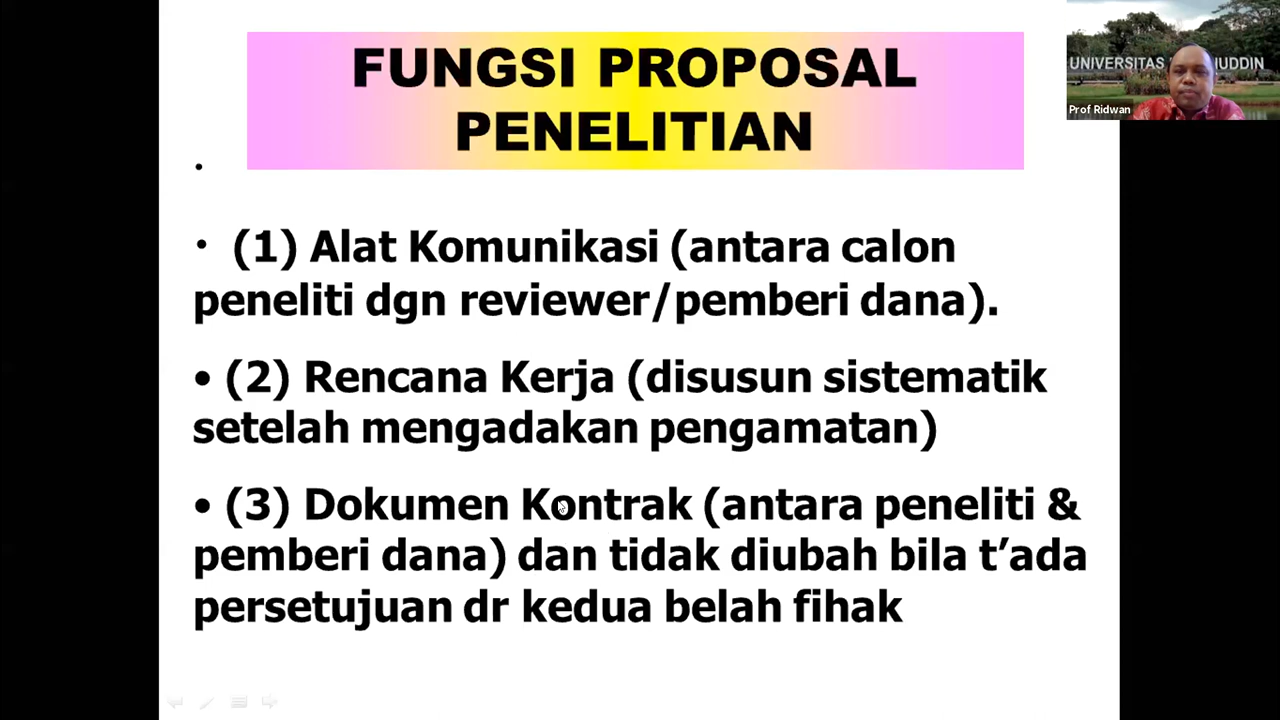 FUNGSI PROPOSAL
PENELITIAN
UNIVERSITAS
UDDIN
Prof Ridwan
•
• (1) Alat Komunikasi (antara calon
peneliti dgn reviewer/pemberi dana).
• (2) Rencana Kerja (disusun sistematik
setelah mengadakan pengamatan)
• (3) Dokumen Kontrak (antara peneliti &
pemberi dana) dan tidak diubah bila t’ada
persetujuan dr kedua belah fihak